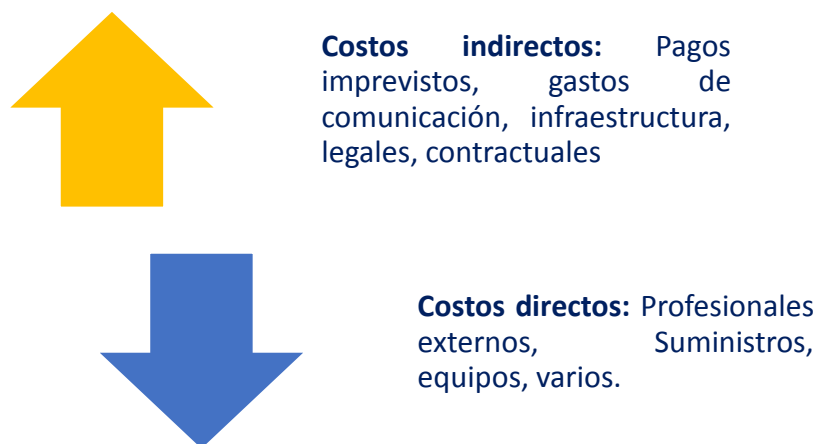 Costos indirectos: Pagos
imprevistos, gastos de
comunicación, infraestructura,
legales, contractuales
Costos directos: Profesionales
externos, Suministros,
equipos, varios.